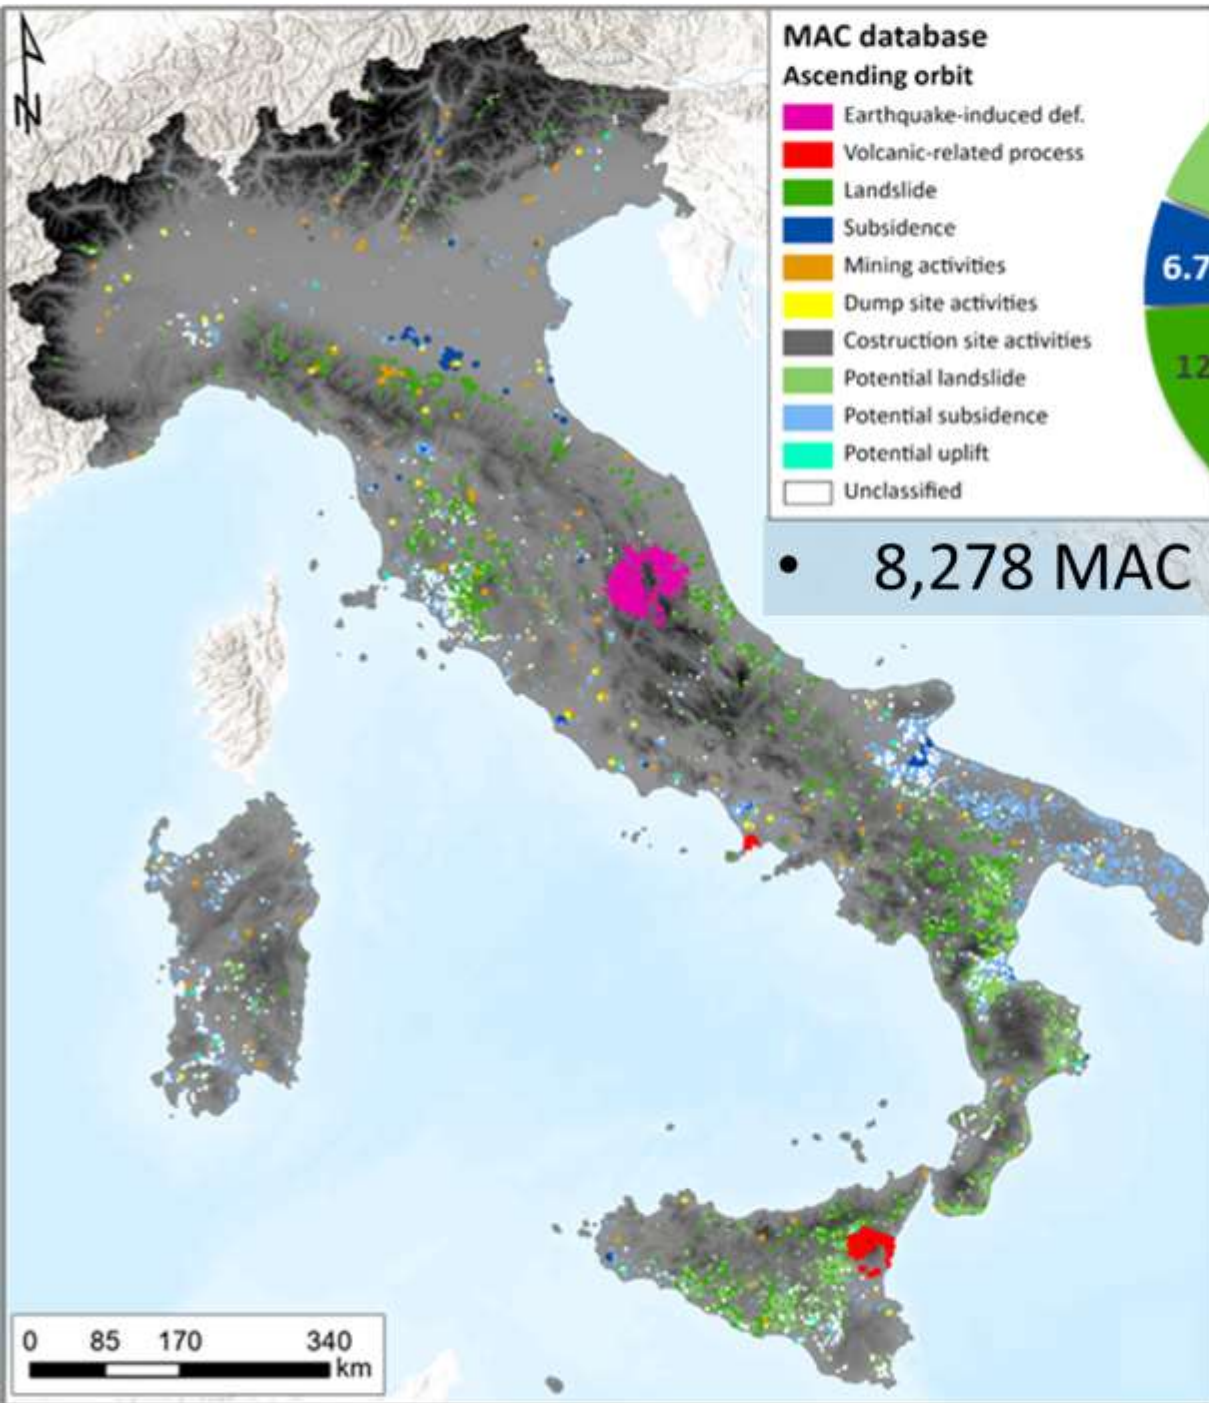 N
MAC database
Ascending orbit
Earthquake-induced def.
Volcanic-related process
Landslide
Subsidence
Mining activities
Dump site activities
Costruction site activities
Potential landslide
Potential subsidence
Potential uplift
Unclassified
6.7
12
• 8,278 MAC
0 85 170 340
km